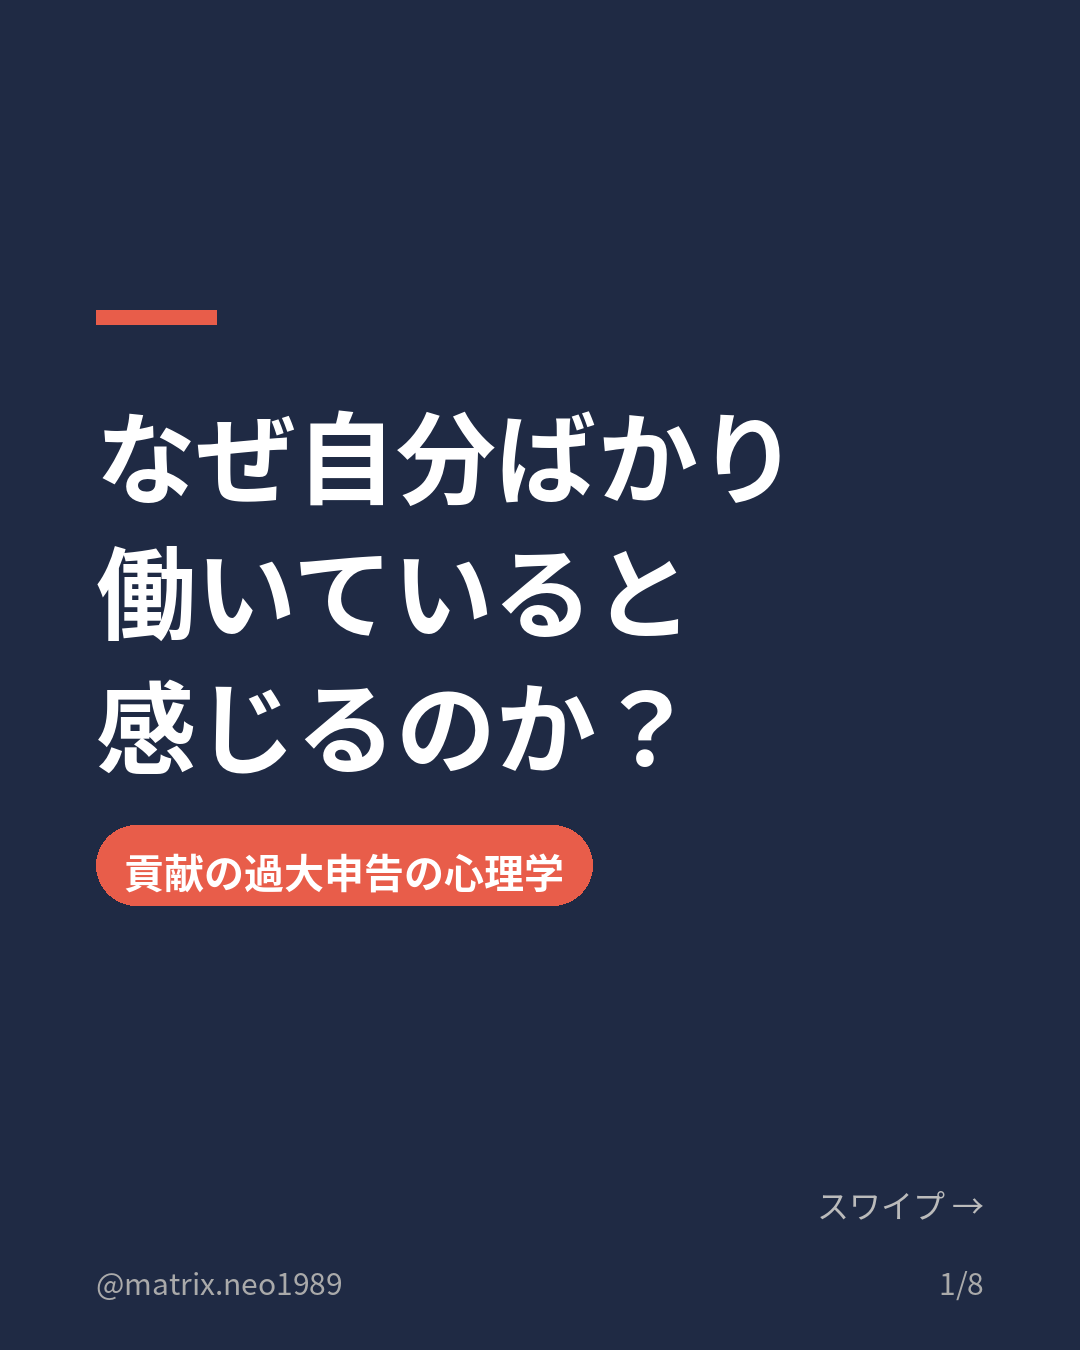 なぜ自分ばかり
働いていると
感じるのか？
貢献の過大申告の心理学
スワイプ →
@matrix.neo1989
1/8